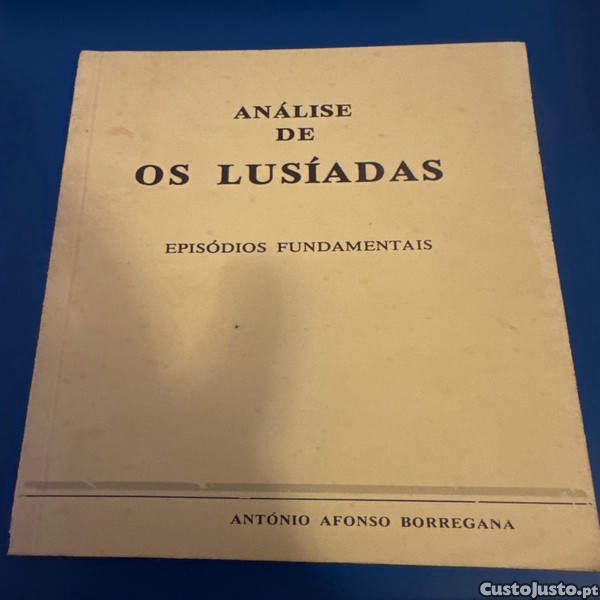 ANÁLISE
DE
OS LUSÍADAS
EPISÓDIOS FUNDAMENTAIS
ANTÓNIO AFONSO BORREGANA
CustoJusto.pt